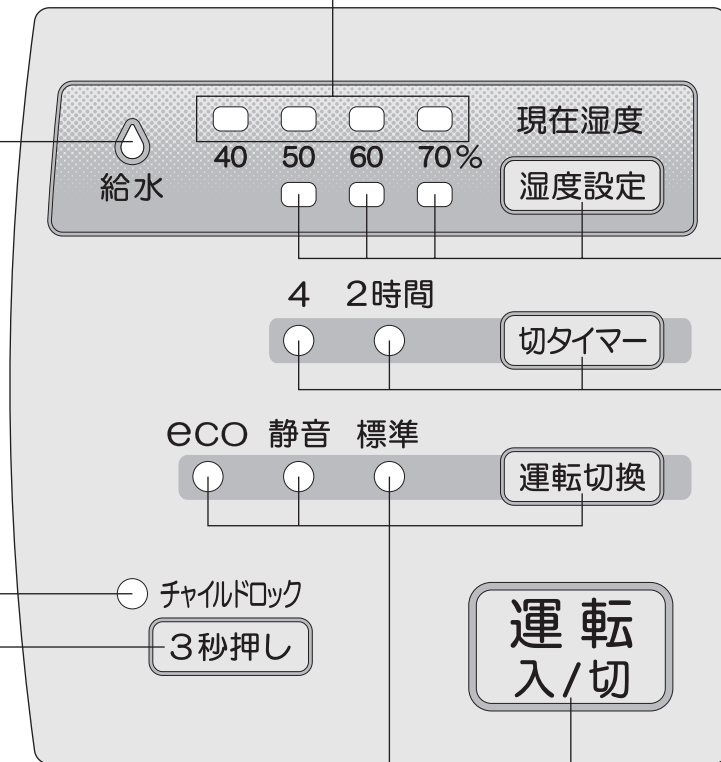 現在湿度
40 50 60 70%
給水
湿度設定
4 2時間
切タイマー
eco 静音 標準
運転切換
チャイルドロック
3秒押し
運転
入/切